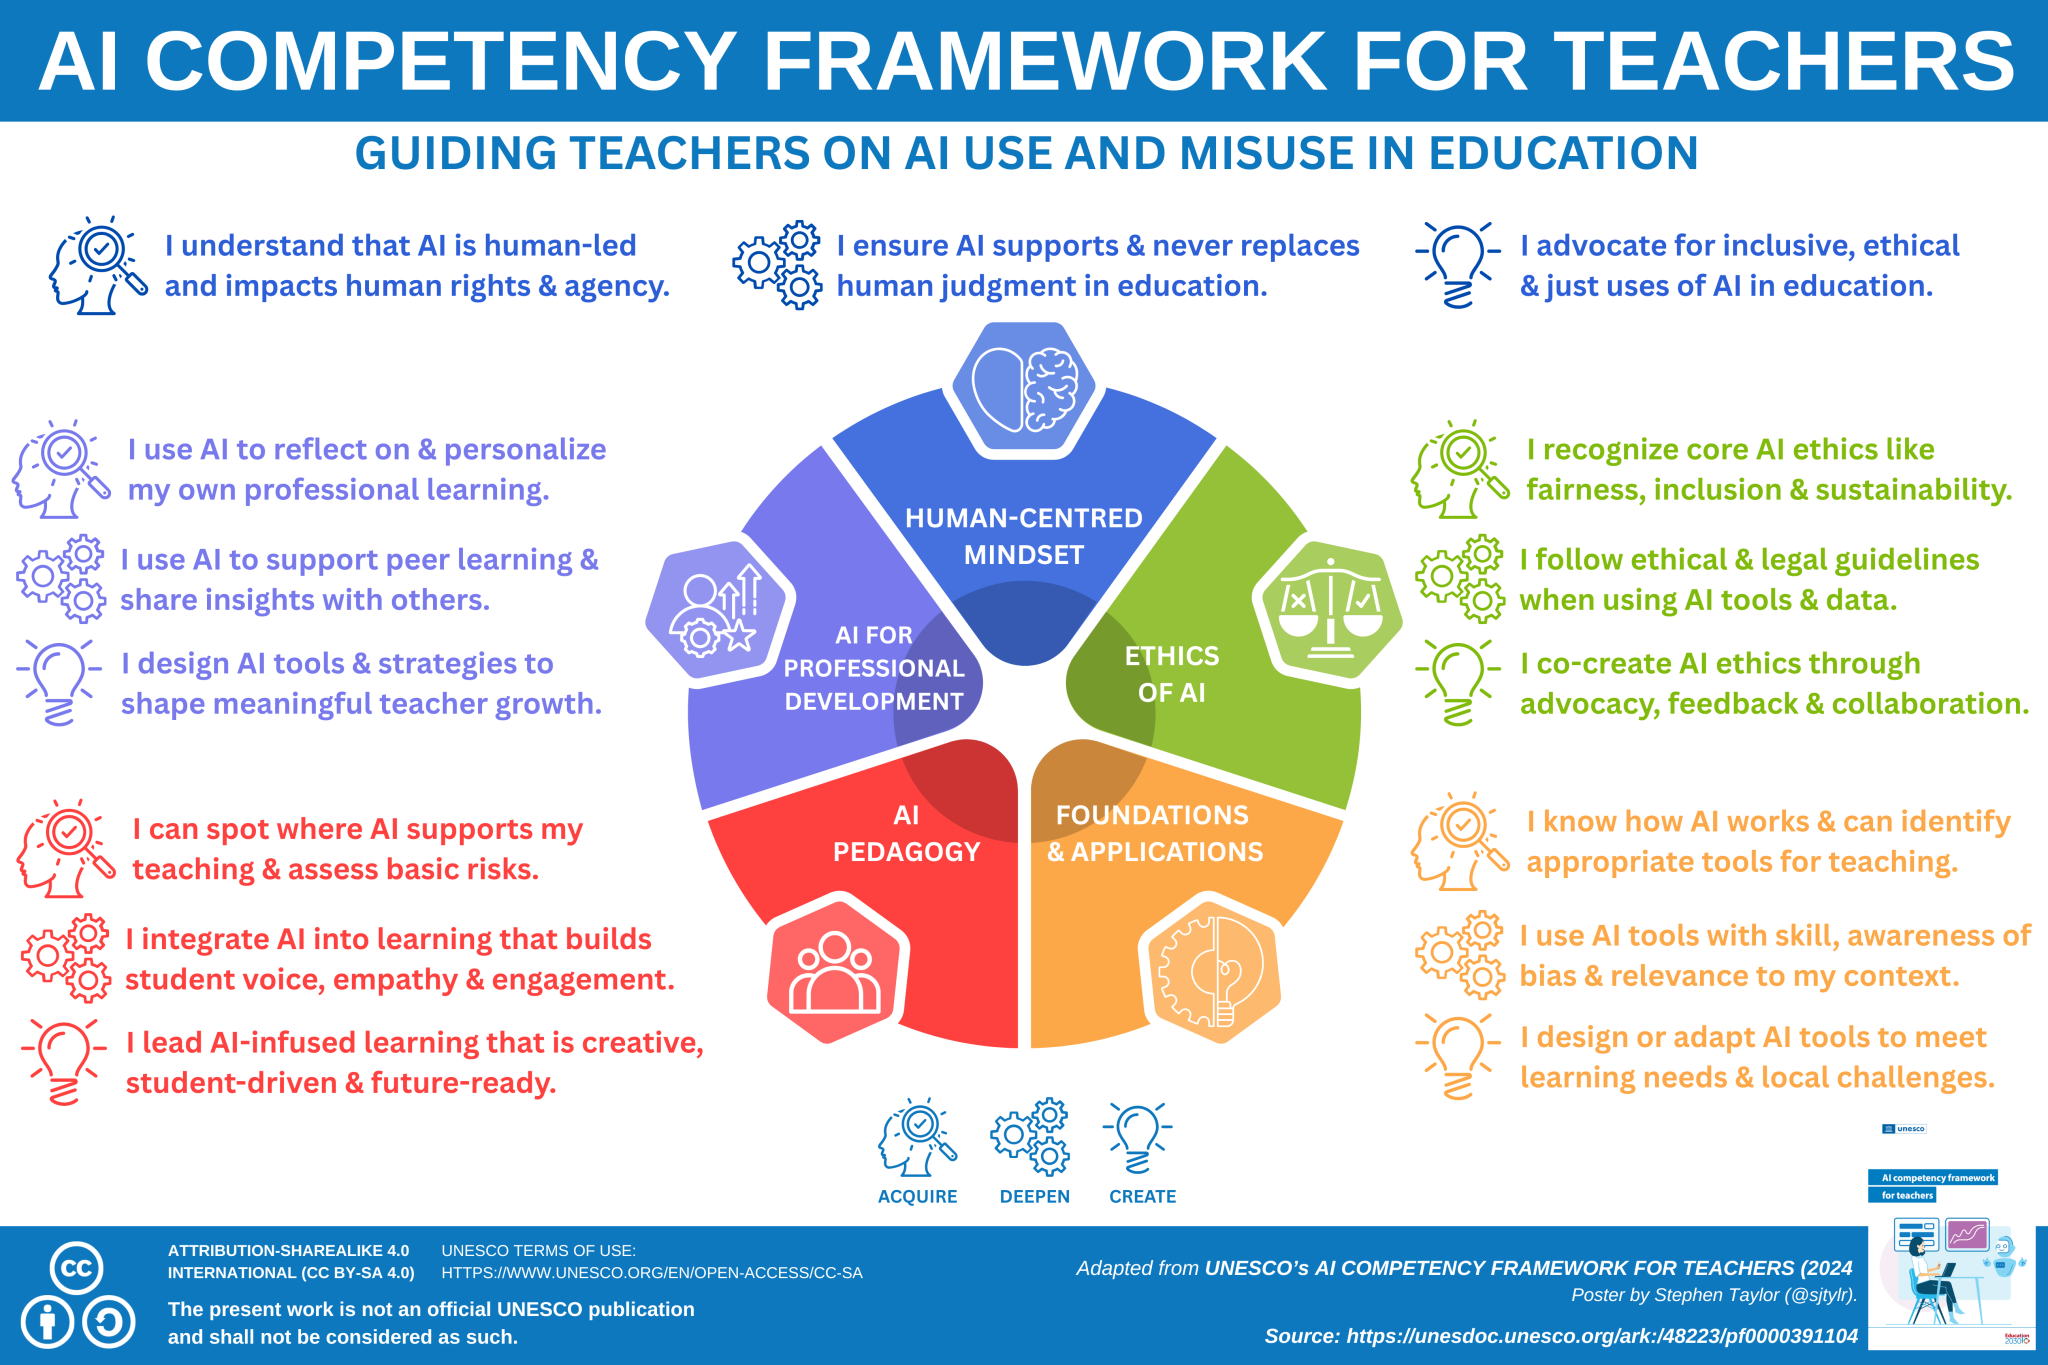 AI COMPETENCY FRAMEWORK FOR TEACHERS
GUIDING TEACHERS ON AI USE AND MISUSE IN EDUCATION
I understand that AI is human-led
and impacts human rights & agency.
I ensure AI supports & never replaces
human judgment in education.
I advocate for inclusive, ethical
& just uses of AI in education.
I use AI to reflect on & personalize
my own professional learning.
I use AI to support peer learning &
share insights with others.
I design AI tools & strategies to
shape meaningful teacher growth.
HUMAN-CENTRED
MINDSET
AI FOR
PROFESSIONAL
DEVELOPMENT
ETHICS
OF AI
AI
PEDAGOGY
FOUNDATIONS
& APPLICATIONS
I recognize core AI ethics like
fairness, inclusion & sustainability.
I follow ethical & legal guidelines
when using AI tools & data.
I co-create AI ethics through
advocacy, feedback & collaboration.
I can spot where AI supports my
teaching & assess basic risks.
I integrate AI into learning that builds
student voice, empathy & engagement.
I lead AI-infused learning that is creative,
student-driven & future-ready.
I know how AI works & can identify
appropriate tools for teaching.
I use AI tools with skill, awareness of
bias & relevance to my context.
I design or adapt AI tools to meet
learning needs & local challenges.
ACQUIRE
DEEPEN
CREATE
unesco
AI competency framework
for teachers
Education
2030
cc
ATTRIBUTION-SHAREALIKE 4.0
INTERNATIONAL (CC BY-SA 4.0)
UNESCO TERMS OF USE:
HTTPS://WWW.UNESCO.ORG/EN/OPEN-ACCESS/CC-SA
The present work is not an official UNESCO publication
and shall not be considered as such.
Adapted from UNESCO's AI COMPETENCY FRAMEWORK FOR TEACHERS (2024
Poster by Stephen Taylor (@sjtylr).
Source: https://unesdoc.unesco.org/ark:/48223/pf0000391104